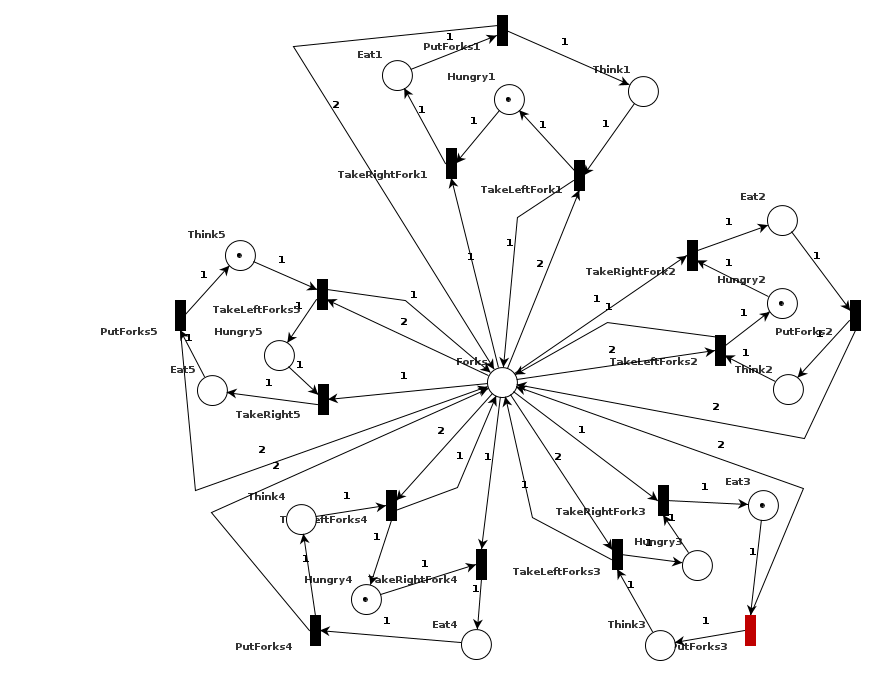 1
PutForks1
Eat1
1
Think1
Hungry1
2
1
1
1
1
TakeRightFork1
TakeLeftFork1
Eat2
1
Think5
1
1
1
1
2
TakeRightFork2
1
Hungry2
1
1
1
TakeLeftForks5
1
2
1
PutForks5
Hungry5
1
PutForks2
1
2
1
TakeLeftForks2
Forks
1
Eat5
Think2
1
1
1
2
TakeRight5
1
2
2
2
1
1
2
2
Eat3
Think4
1
1
1
TakeRightFork3
1
TakeLeftForks4
1
1
Hungry3
1
1
1
TakeLeftForks3
Hungry4
TakeRightFork4
1
1
1
Think3
1
Eat4
PutForks4
PutForks3